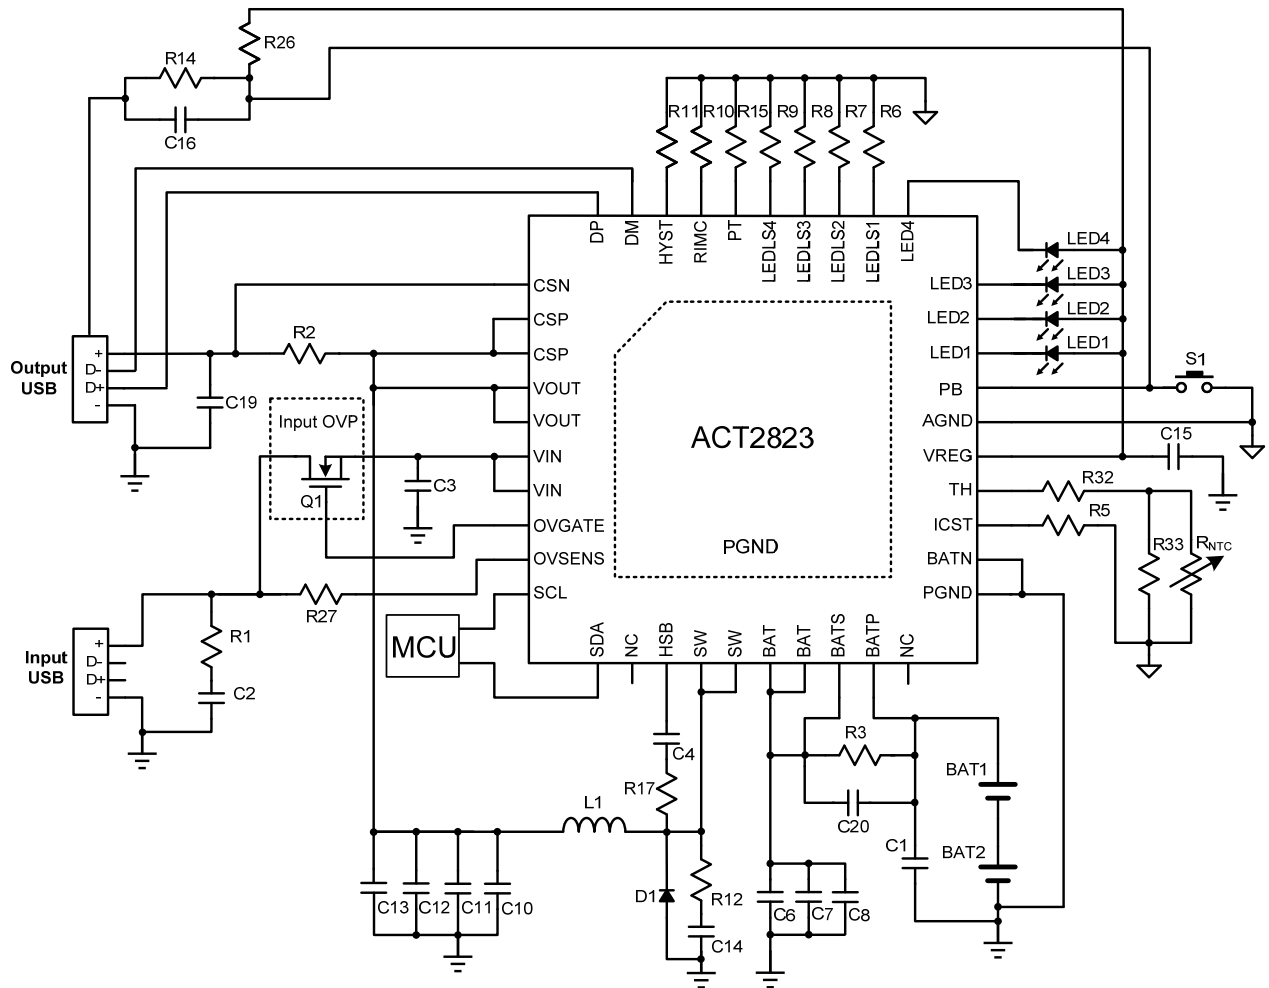 R26
R14
C16
R11
R10
R15
R9
R8
R7
R6
DP
DM
HYST
RIMC
PT
LEDLS4
LEDLS3
LEDLS2
LEDLS1
LED4
LED4
LED3
LED2
LED1
CSN
CSP
CSP
VOUT
VOUT
VIN
VIN
OVGATE
OVSENS
SCL
LED3
LED2
LED1
PB
AGND
VREG
TH
ICST
BATN
PGND
ACT2823
PGND
S1
C15
R32
R5
R33
RNTC
R2
Output
USB
+
D-
D+
-
C19
Input OVP
Q1
C3
R27
Input
USB
+
D-
D+
-
R1
C2
MCU
SDA
NC
HSB
SW
SW
BAT
BAT
BATS
BATP
NC
C4
R17
L1
R3
C20
C1
BAT1
BAT2
C13
C12
C11
C10
D1
R12
C14
C6
C7
C8